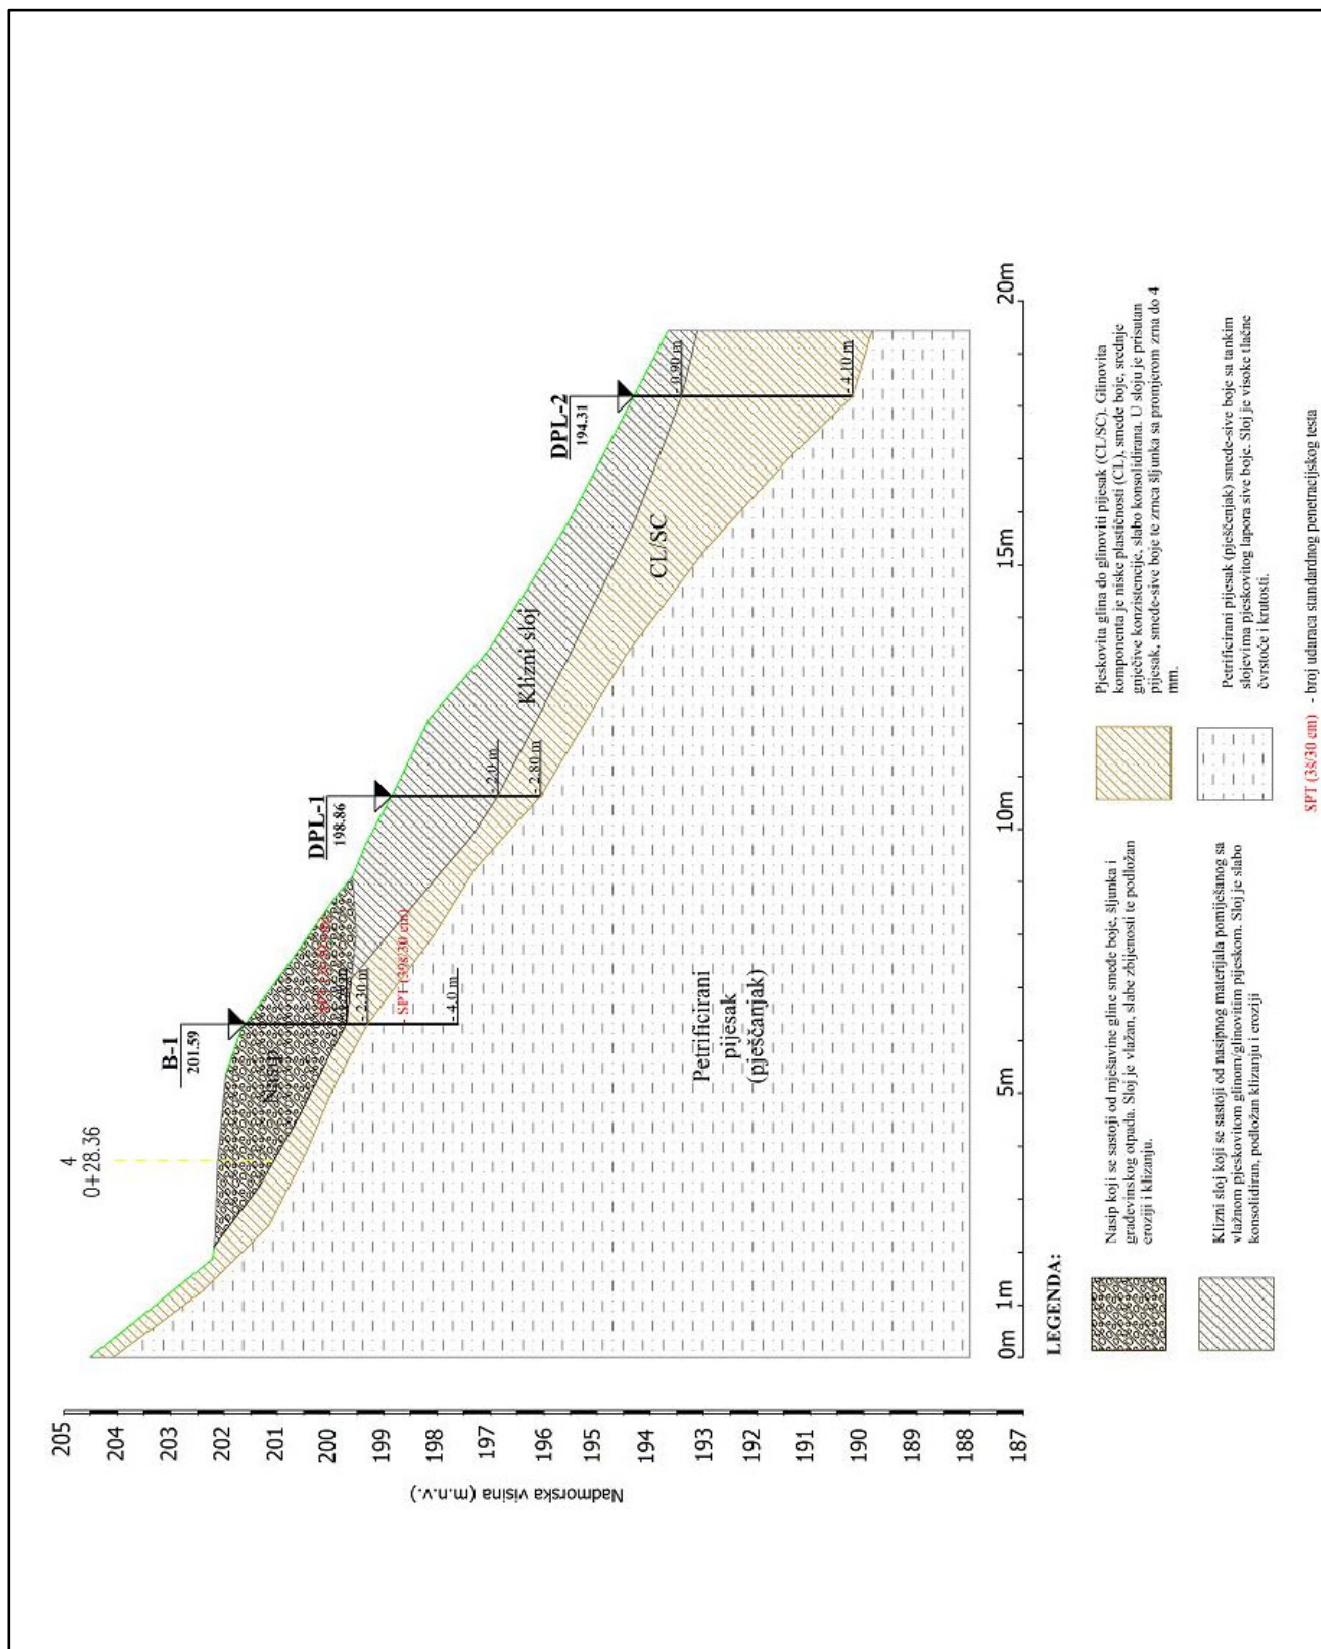 4
0+28.36
B-1
201.59
DPL-1
198.86
DPL-2
194.31
Nasip
- 2.30 m
- SPT (39s/30 cm)
- 4.0 m
- 2.0 m
- 2.80 m
- 0.90 m
- 4.10 m
Klizni sloj
CL/SC
Petrificirani
pijesak
(pješčanjak)
Nadmorska visina (m.n.v.)
205
204
203
202
201
200
199
198
197
196
195
194
193
192
191
190
189
188
187
0m
1m
5m
10m
15m
20m
LEGENDA:
Nasip koji se sastoji od mješavine gline smeđe boje, šljunka i
građevinskog otpada. Sloj je vlažan, slabe zbijenosti te podložan
eroziji i klizanju.
Pjeskovita glina do glinoviti pijesak (CL/SC). Glinovita
komponenta je niske plastičnosti (CL), smeđe boje, srednje
gnječive konzistencije, slabo konsolidirana. U sloju je prisutan
pijesak, smeđe-sive boje te zrnca šljunka sa promjerom zrna do 4
mm.
Klizni sloj koji se sastoji od nasipnog materijala pomiješanog sa
vlažnom pjeskovitom glinom/glinovitim pijeskom. Sloj je slabo
konsolidiran, podložan klizanju i eroziji
Petrificirani pijesak (pješčenjak) smeđe-sive boje sa tankim
slojevima pjeskovitog lapora sive boje. Sloj je visoke tlačne
čvrstoće i krutosti.
SPT (38/30 cm) - broj udaraca standardnog penetracijskog testa